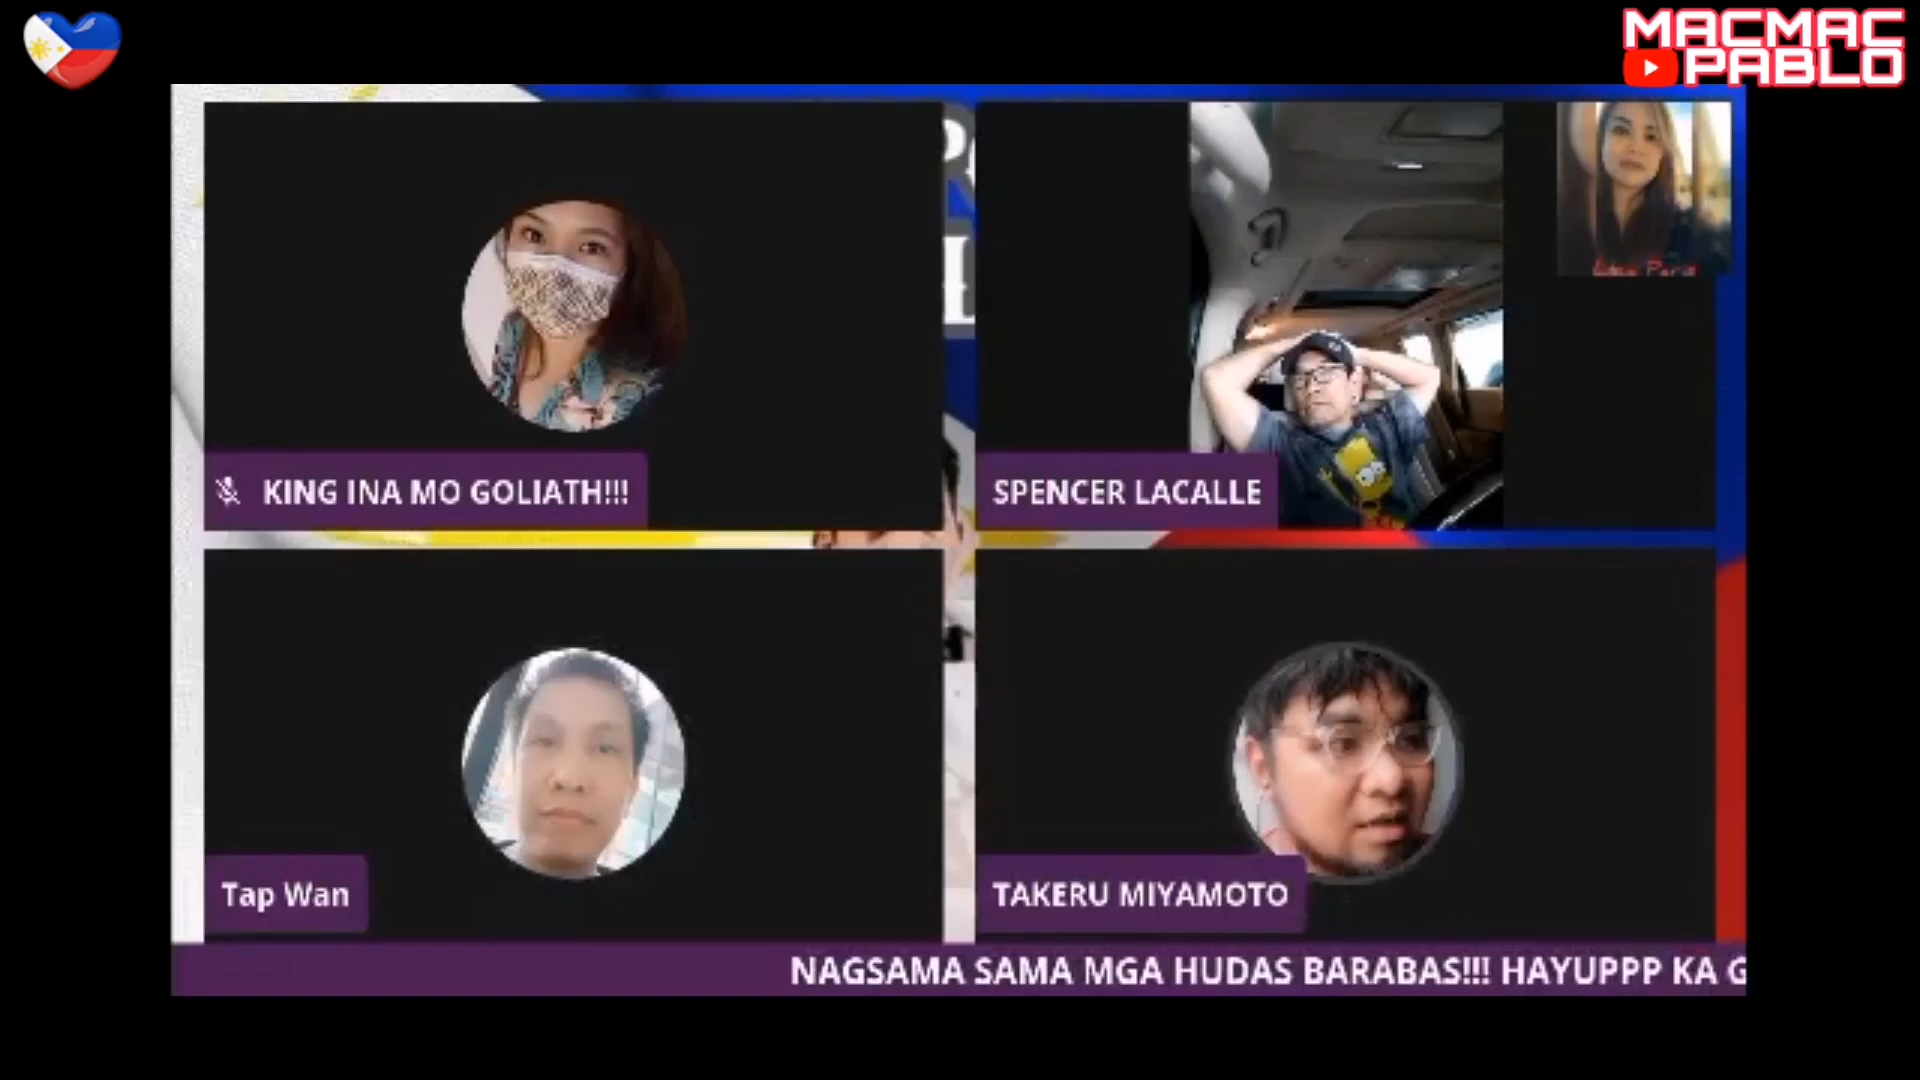 MACMAC
PABLO
KING INA MO GOLIATH!!!
SPENCER LACALLE
Tap Wan
TAKERU MIYAMOTO
NAGSAMA SAMA MGA HUDAS BARABAS!!! HAYUPPP KA G